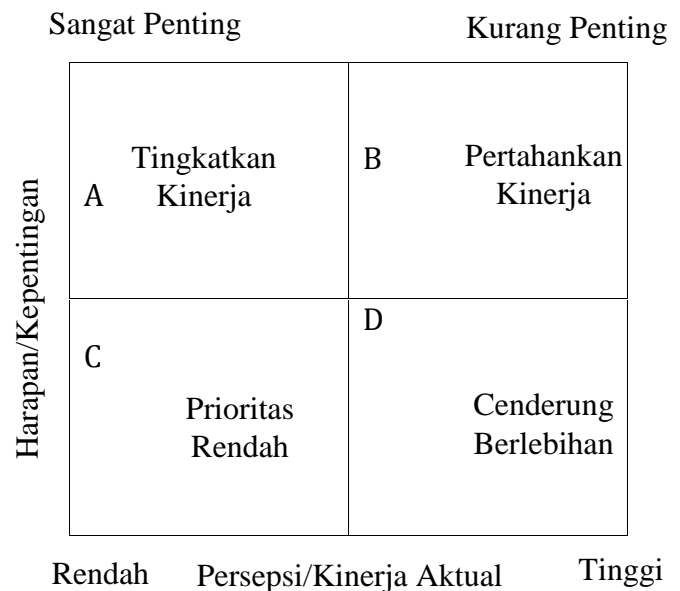 Sangat Penting
Kurang Penting
Tingkatkan
Kinerja
A
B
Pertahankan
Kinerja
Harapan/Kepentingan
C
Prioritas
Rendah
D
Cenderung
Berlebihan
Rendah
Persepsi/Kinerja Aktual
Tinggi